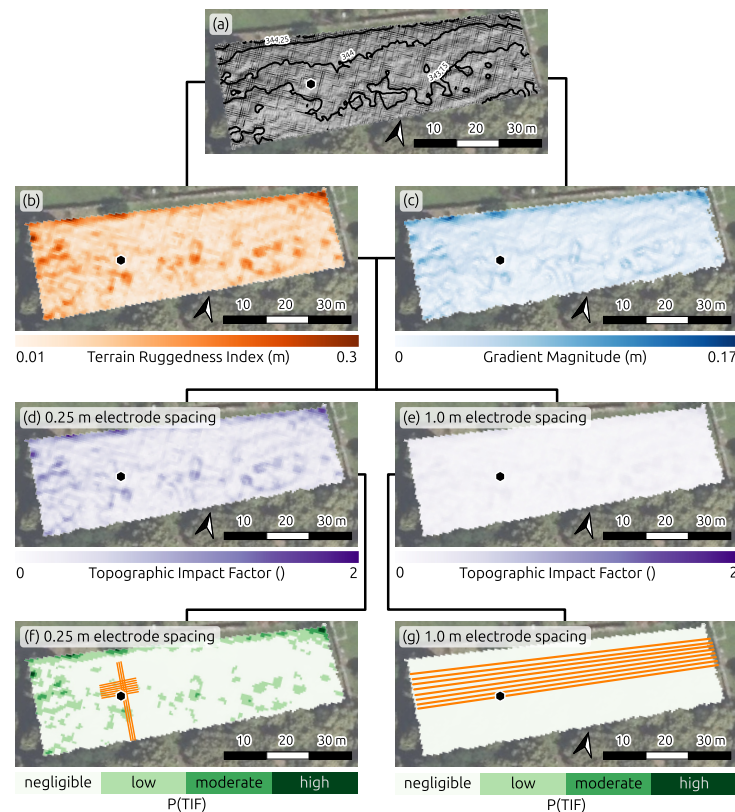 (a)
344.25
344
343.15
10 20 30 m
(b)
10 20 30 m
0.01 Terrain Ruggedness Index (m) 0.3
(c)
10 20 30 m
0 Gradient Magnitude (m) 0.17
(d) 0.25 m electrode spacing
10 20 30 m
0 Topographic Impact Factor () 2
(e) 1.0 m electrode spacing
10 20 30 m
0 Topographic Impact Factor () 2
(f) 0.25 m electrode spacing
10 20 30 m
negligible low moderate high
P(TIF)
(g) 1.0 m electrode spacing
10 20 30 m
negligible low moderate high
P(TIF)